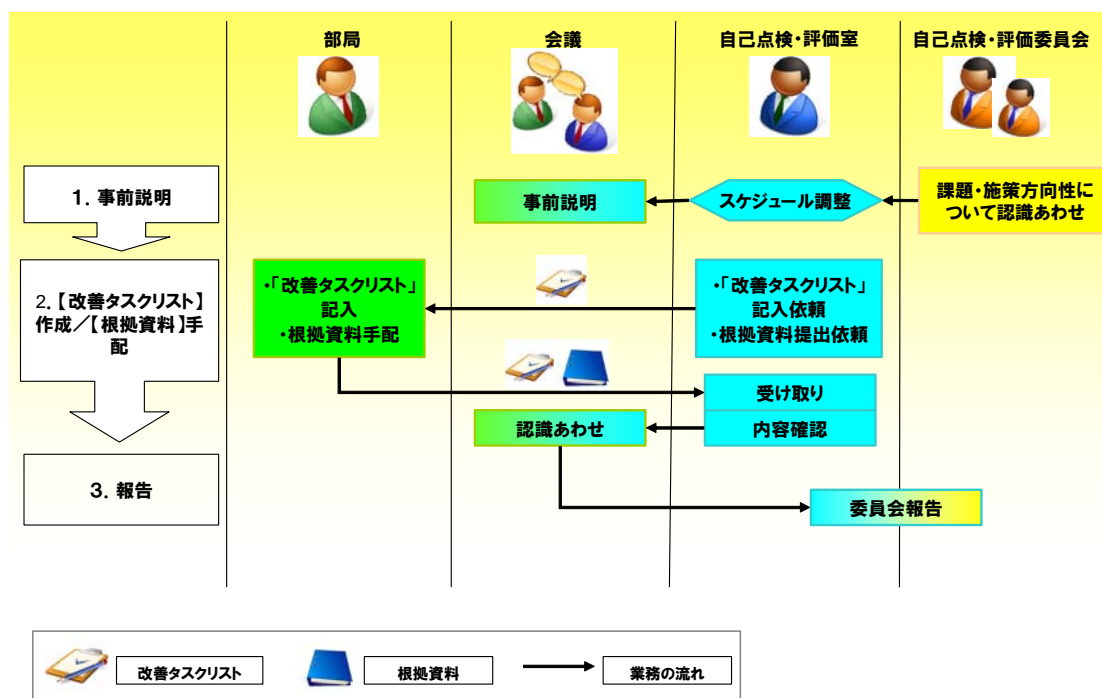 部局
会議
自己点検・評価室
自己点検・評価委員会
1. 事前説明
事前説明
スケジュール調整
課題・施策方向性に
ついて認識あわせ
2.【改善タスクリスト】
作成／【根拠資料】手
配
・「改善タスクリスト」
記入
・根拠資料手配
・「改善タスクリスト」
記入依頼
・根拠資料提出依頼
受け取り
認識あわせ
内容確認
3. 報告
委員会報告
改善タスクリスト
根拠資料
業務の流れ